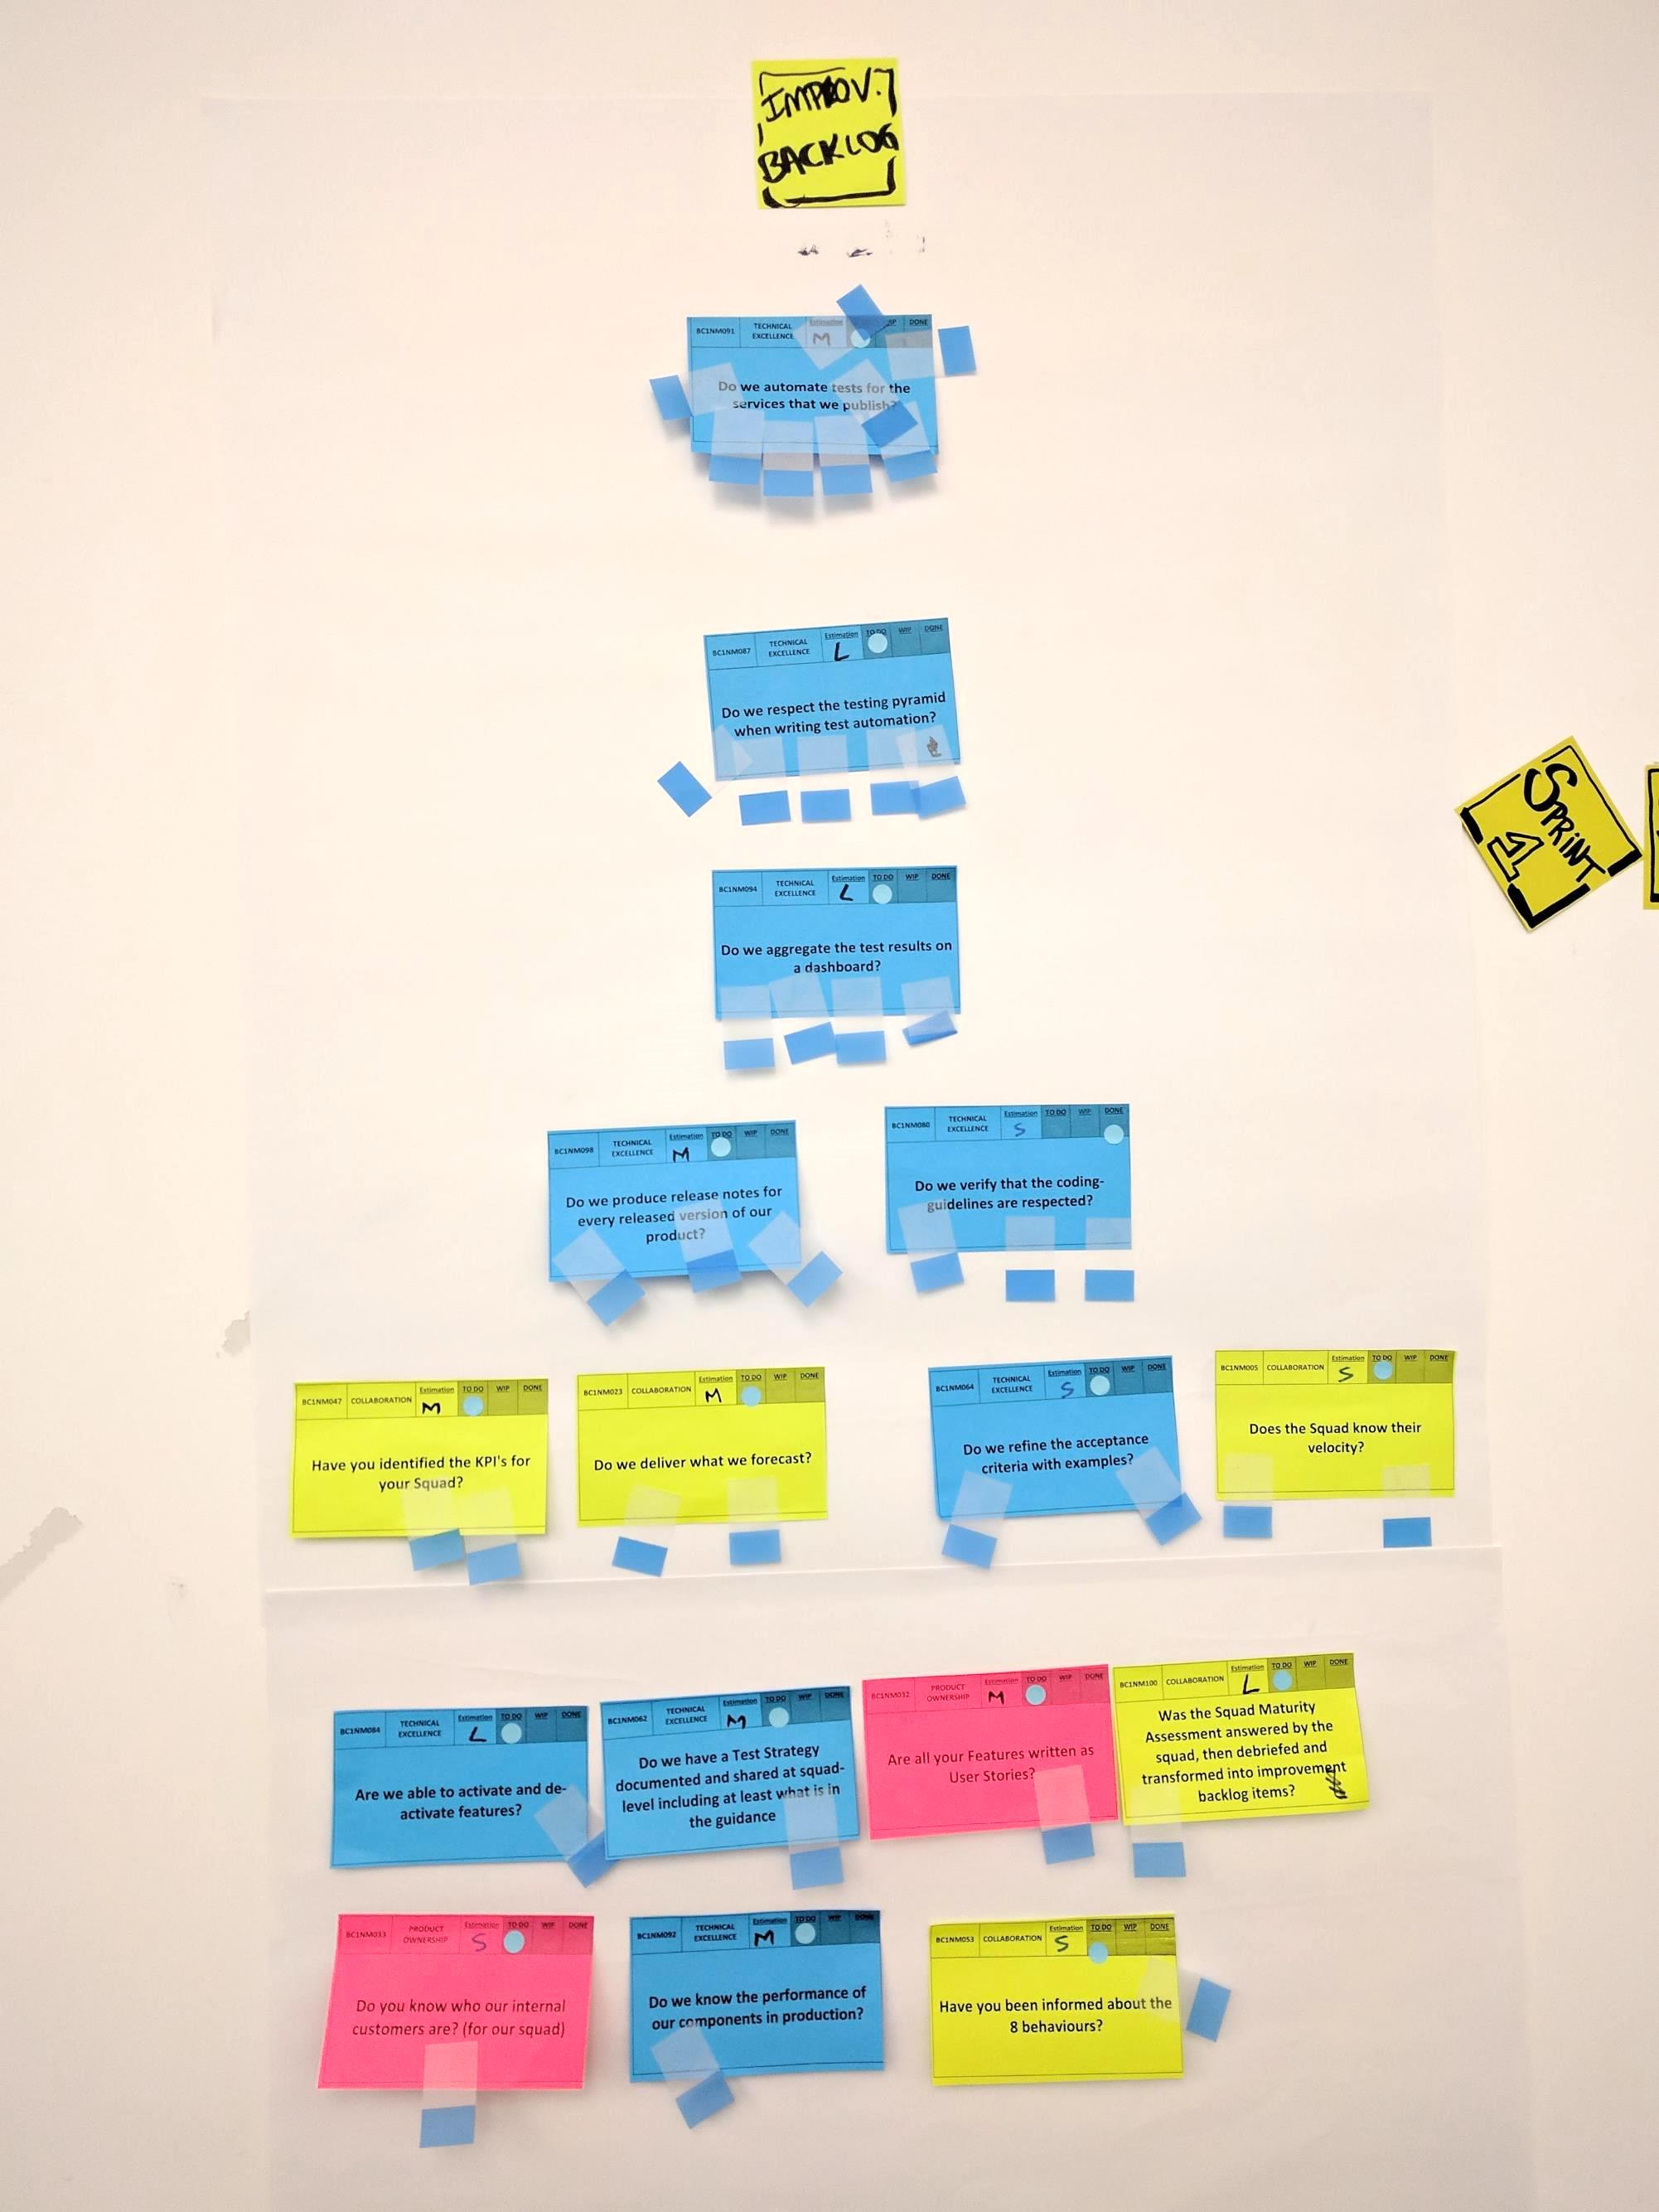 IMPROV.
BACKLOG
BC1NM091 TECHNICAL EXCELLENCE Estimation M DONE
Do we automate tests for the
services that we publish?
BC1NM087 TECHNICAL EXCELLENCE Estimation L TO DO WIP DONE
Do we respect the testing pyramid
when writing test automation?
SPRINT
1
BC1NM094 TECHNICAL EXCELLENCE Estimation L TO DO WIP DONE
Do we aggregate the test results on
a dashboard?
BC1NM098 TECHNICAL EXCELLENCE Estimation M TO DO WIP DONE
Do we produce release notes for
every released version of our
product?
BC1NM080 TECHNICAL EXCELLENCE Estimation S TO DO WIP DONE
Do we verify that the coding-
guidelines are respected?
BC1NM047 COLLABORATION Estimation M TO DO WIP DONE
Have you identified the KPI's for
your Squad?
BC1NM023 COLLABORATION Estimation M TO DO WIP DONE
Do we deliver what we forecast?
BC1NM064 TECHNICAL EXCELLENCE Estimation S TO DO WIP DONE
Do we refine the acceptance
criteria with examples?
BC1NM005 COLLABORATION Estimation S TO DO WIP DONE
Does the Squad know their
velocity?
BC1NM084 TECHNICAL EXCELLENCE Estimation L TO DO WIP DONE
Are we able to activate and de-
activate features?
BC1NM062 TECHNICAL EXCELLENCE Estimation M TO DO WIP DONE
Do we have a Test Strategy
documented and shared at squad-
level including at least what is in
the guidance
BC1NM032 PRODUCT OWNERSHIP Estimation M TO DO WIP DONE
Are all your Features written as
User Stories?
BC1NM100 COLLABORATION Estimation L TO DO WIP DONE
Was the Squad Maturity
Assessment answered by the
squad, then debriefed and
transformed into improvement
backlog items?
BC1NM033 PRODUCT OWNERSHIP Estimation S TO DO WIP DONE
Do you know who our internal
customers are? (for our squad)
BC1NM092 TECHNICAL EXCELLENCE Estimation M TO DO WIP DONE
Do we know the performance of
our components in production?
BC1NM053 COLLABORATION Estimation S TO DO WIP DONE
Have you been informed about the
8 behaviours?